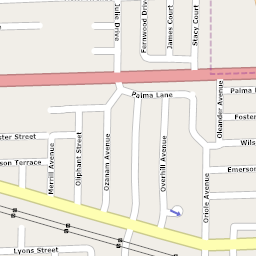 Julie Drive
Fernwood Drive
James Court
Stacy Court
Palma Lane
Palma
Oleander Avenue
Foster
Wils
ster Street
son Terrace
Merrill Avenue
Oliphant Street
Ozanam Avenue
Overhill Avenue
Oriole Avenue
Emerson
Lyons Street